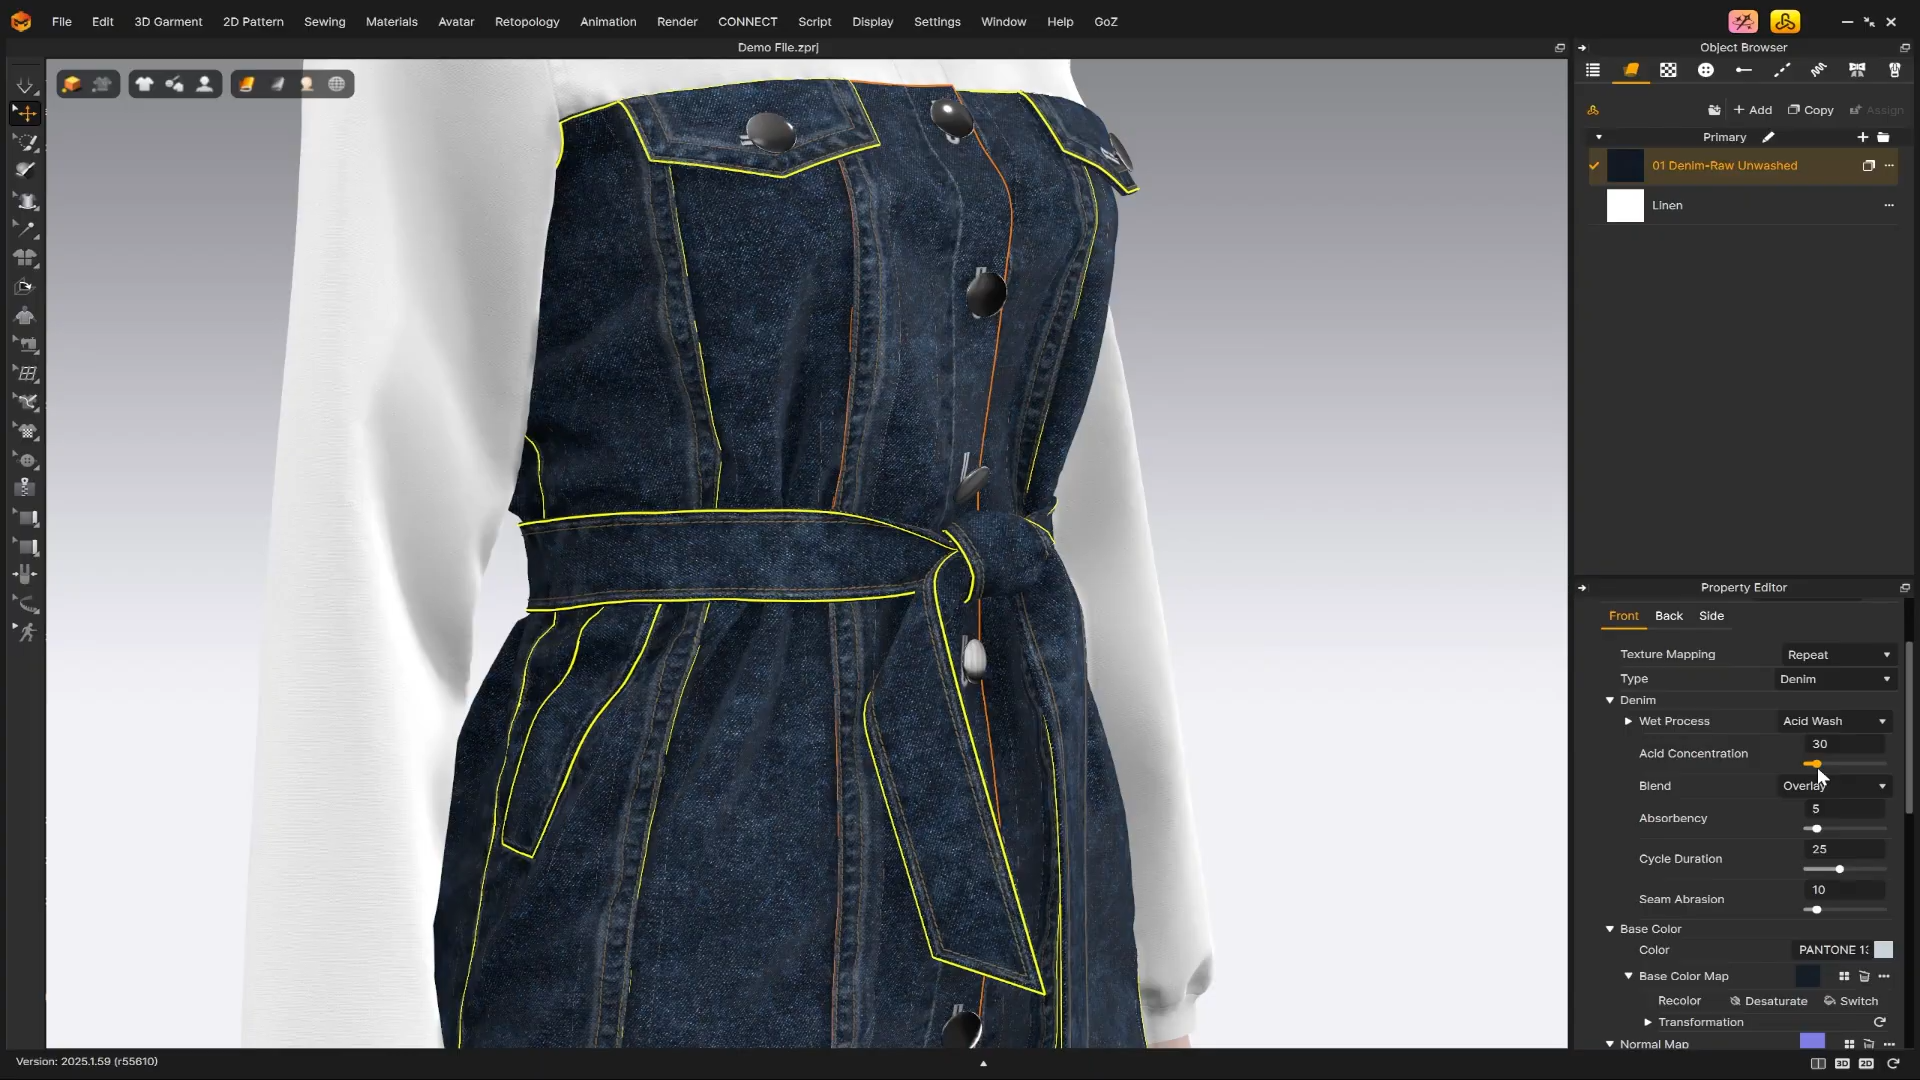 File Edit 3D Garment 2D Pattern Sewing Materials Avatar Retopology Animation Render CONNECT Script Display Settings Window Help GoZ
Demo FIle.zprj
Object Browser
Add Copy Assign
Primary
01 Denim-Raw Unwashed
Linen
Property Editor
Front Back Side
Texture Mapping Repeat
Type Denim
Denim
Wet Process Acid Wash
Acid Concentration 30
Blend Overlay
Absorbency 5
Cycle Duration 25
Seam Abrasion 10
Base Color
Color PANTONE 13
Base Color Map
Recolor Desaturate Switch
Transformation
Normal Map
Version: 2025.1.59 (r55610)
3D 2D